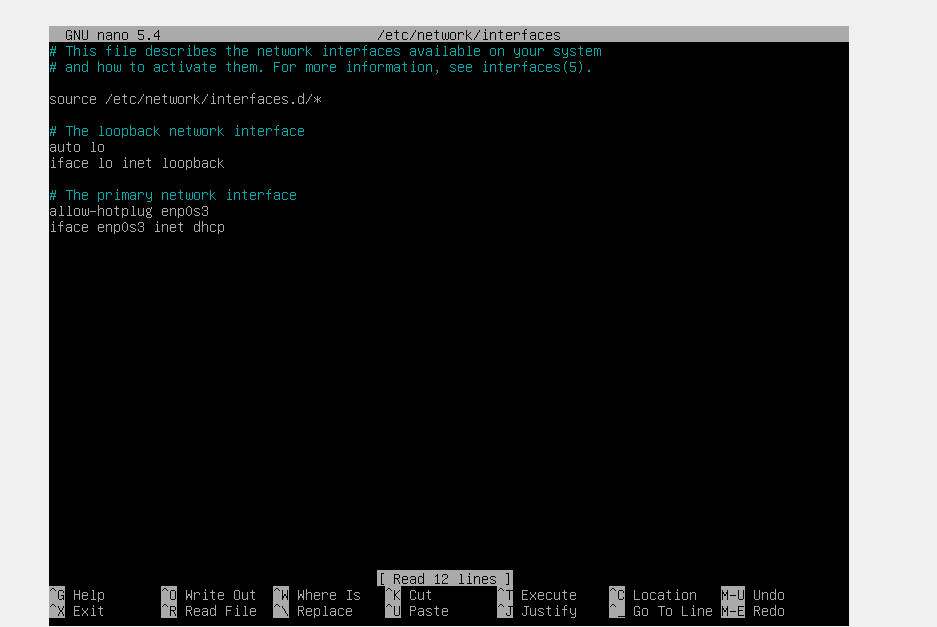 GNU nano 5.4 /etc/network/interfaces
# This file describes the network interfaces available on your system
# and how to activate them. For more information, see interfaces(5).
source /etc/network/interfaces.d/*
# The loopback network interface
auto lo
iface lo inet loopback
# The primary network interface
allow-hotplug enp0s3
iface enp0s3 inet dhcp
[ Read 12 lines ]
^G Help ^O Write Out ^W Where Is ^K Cut ^T Execute ^C Location M-U Undo
^X Exit ^R Read File ^\ Replace ^U Paste ^J Justify ^_ Go To Line M-E Redo